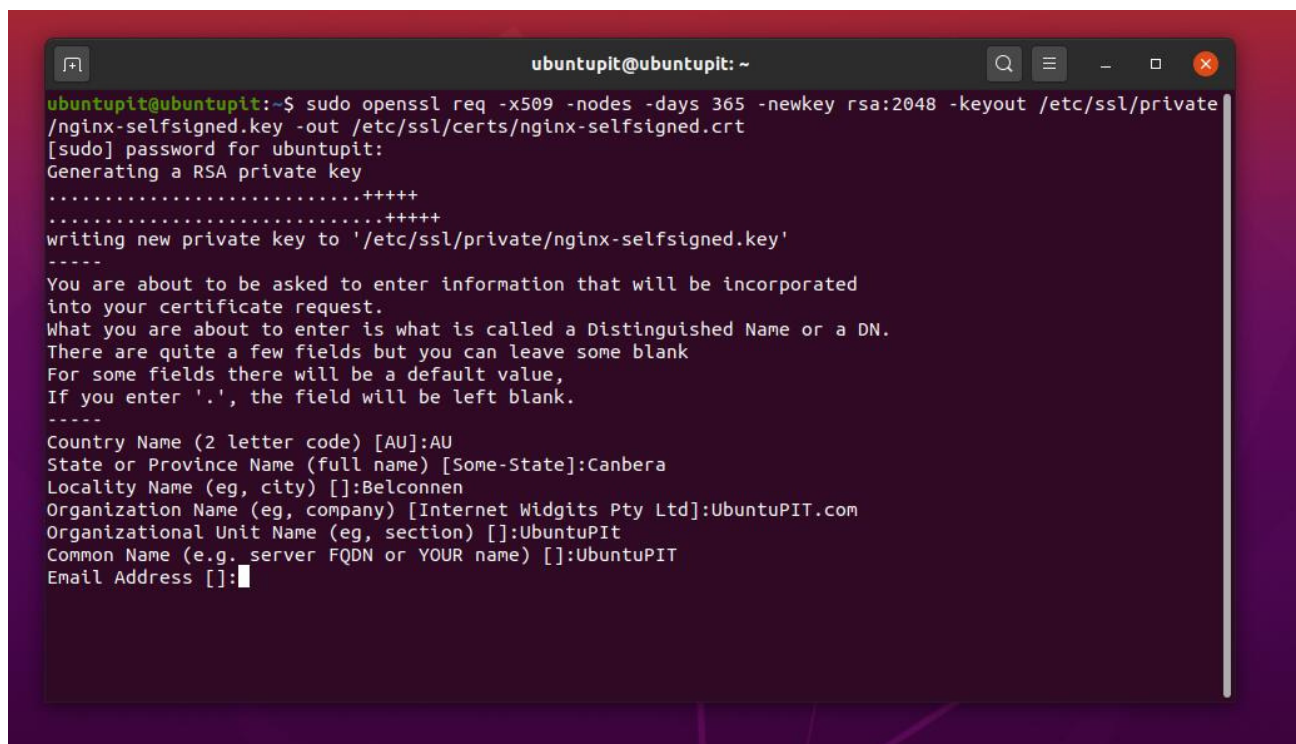 ubuntupit@ubuntupit: ~
ubuntupit@ubuntupit:~$ sudo openssl req -x509 -nodes -days 365 -newkey rsa:2048 -keyout /etc/ssl/private
/nginx-selfsigned.key -out /etc/ssl/certs/nginx-selfsigned.crt
[sudo] password for ubuntupit:
Generating a RSA private key
............................+++++
..............................+++++
writing new private key to '/etc/ssl/private/nginx-selfsigned.key'
-----
You are about to be asked to enter information that will be incorporated
into your certificate request.
What you are about to enter is what is called a Distinguished Name or a DN.
There are quite a few fields but you can leave some blank
For some fields there will be a default value,
If you enter '.', the field will be left blank.
-----
Country Name (2 letter code) [AU]:AU
State or Province Name (full name) [Some-State]:Canbera
Locality Name (eg, city) []:Belconnen
Organization Name (eg, company) [Internet Widgits Pty Ltd]:UbuntuPIT.com
Organizational Unit Name (eg, section) []:UbuntuPIt
Common Name (e.g. server FQDN or YOUR name) []:UbuntuPIT
Email Address []: